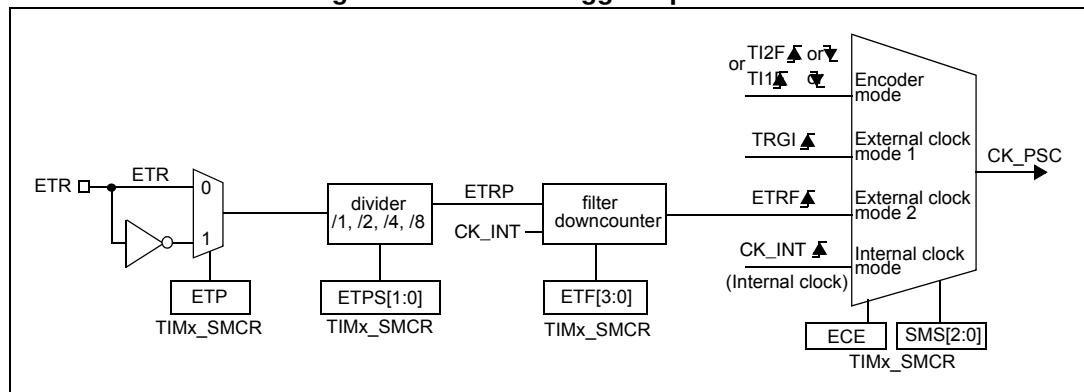 TI2F or
or TI1F or
Encoder
mode
TRGI
External clock
mode 1
CK_PSC
ETR
ETR
0
1
divider
/1, /2, /4, /8
ETRP
CK_INT
filter
downcounter
ETRF
External clock
mode 2
CK_INT
(Internal clock)
Internal clock
mode
ETP
TIMx_SMCR
ETPS[1:0]
TIMx_SMCR
ETF[3:0]
TIMx_SMCR
ECE
SMS[2:0]
TIMx_SMCR